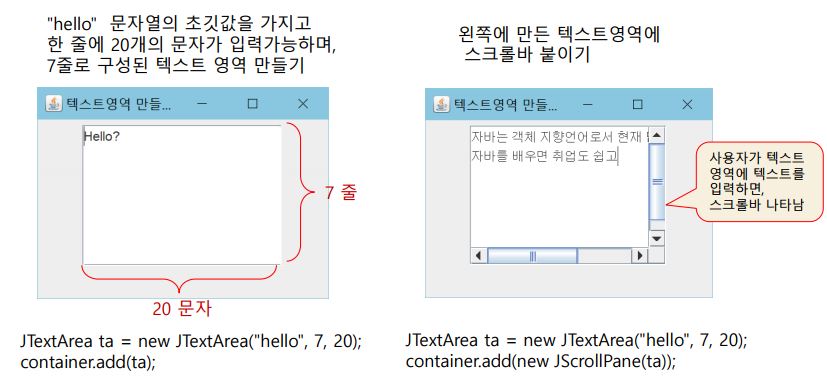 "hello" 문자열의 초깃값을 가지고
한 줄에 20개의 문자가 입력가능하며,
7줄로 구성된 텍스트 영역 만들기
텍스트영역 만들...
Hello?
7 줄
20 문자
JTextArea ta = new JTextArea("hello", 7, 20);
container.add(ta);
왼쪽에 만든 텍스트영역에
스크롤바 붙이기
텍스트영역 만들...
자바는 객체 지향언어로서 현재
자바를 배우면 취업도 쉽고
사용자가 텍스트
영역에 텍스트를
입력하면,
스크롤바 나타남
JTextArea ta = new JTextArea("hello", 7, 20);
container.add(new JScrollPane(ta));